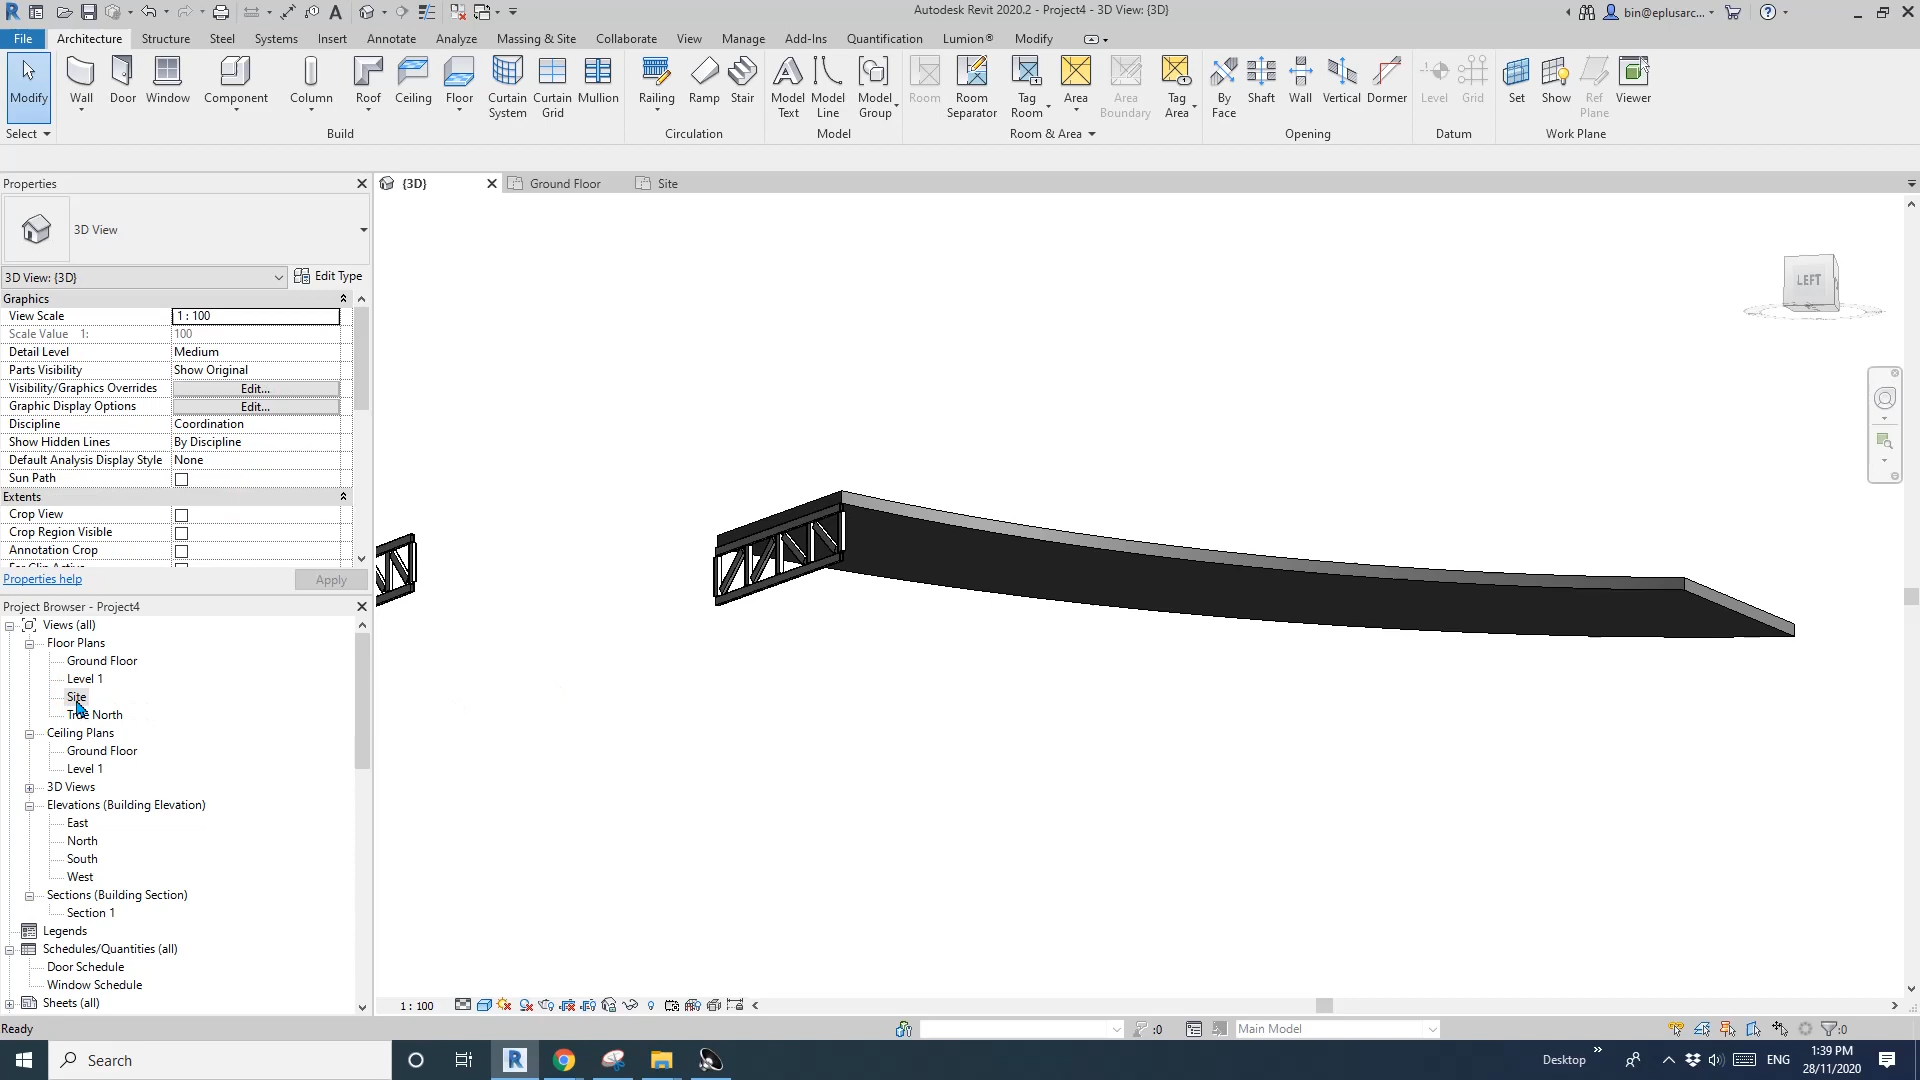 Autodesk Revit 2020.2 - Project4 - 3D View: {3D}
bin@eplusarc...
File Architecture Structure Steel Systems Insert Annotate Analyze Massing & Site Collaborate View Manage Add-Ins Quantification Lumion® Modify
Modify Wall Door Window Component Column Roof Ceiling Floor Curtain System Curtain Grid Mullion Railing Ramp Stair Model Text Model Line Model Group Room Room Separator Tag Room Area Area Boundary Tag Area By Face Shaft Wall Vertical Dormer Level Grid Set Show Ref Plane Viewer
Select Build Circulation Model Room & Area Opening Datum Work Plane
Properties
{3D} Ground Floor Site
3D View
3D View: {3D} Edit Type
Graphics
View Scale 1 : 100
Scale Value 1: 100
Detail Level Medium
Parts Visibility Show Original
Visibility/Graphics Overrides Edit...
Graphic Display Options Edit...
Discipline Coordination
Show Hidden Lines By Discipline
Default Analysis Display Style None
Sun Path
Extents
Crop View
Crop Region Visible
Annotation Crop
Properties help Apply
LEFT
Project Browser - Project4
Views (all)
Floor Plans
Ground Floor
Level 1
Site
True North
Ceiling Plans
Ground Floor
Level 1
3D Views
Elevations (Building Elevation)
East
North
South
West
Sections (Building Section)
Section 1
Legends
Schedules/Quantities (all)
Door Schedule
Window Schedule
Sheets (all)
1 : 100
Ready :0 Main Model :0
Search Desktop ENG 1:39 PM
28/11/2020